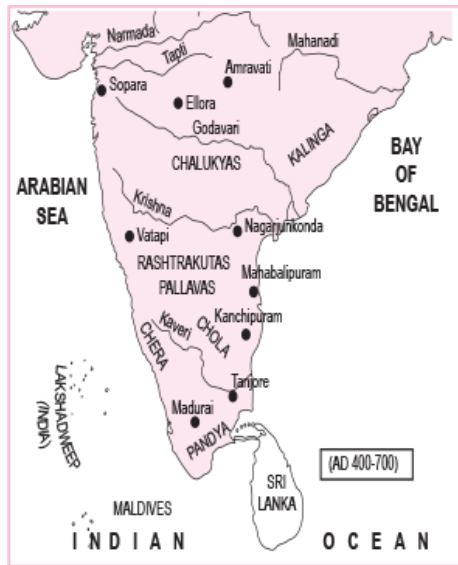 Narmada
Mahanadi
Tapti
Amravati
Sopara
Ellora
Godavari
KALINGA
CHALUKYAS
BAY
OF
BENGAL
ARABIAN
SEA
Krishna
Nagarjunkonda
Vatapi
RASHTRAKUTAS
PALLAVAS
Mahabalipuram
Kanchipuram
CHOLA
Kaveri
CHERA
Tanjore
Madurai
PANDYA
LAKSHADWEEP
(INDIA)
(AD 400-700)
SRI
LANKA
MALDIVES
INDIAN OCEAN